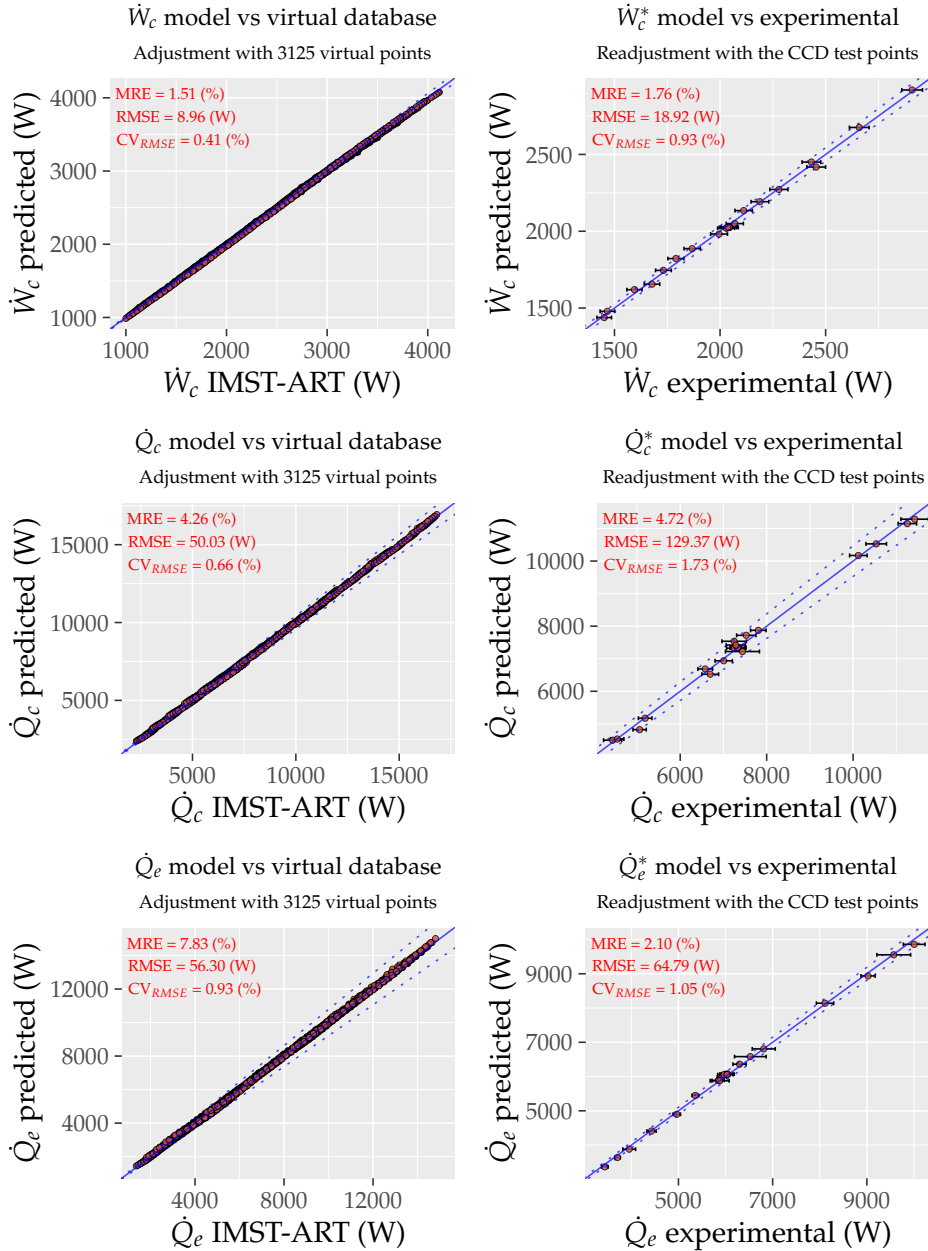 Ẇc model vs virtual database
Adjustment with 3125 virtual points
MRE = 1.51 (%)
RMSE = 8.96 (W)
CVRMSE = 0.41 (%)
4000
3000
2000
1000
Ẇc predicted (W)
1000 2000 3000 4000
Ẇc IMST-ART (W)
Ẇc* model vs experimental
Readjustment with the CCD test points
MRE = 1.76 (%)
RMSE = 18.92 (W)
CVRMSE = 0.93 (%)
2500
2000
1500
Ẇc predicted (W)
1500 2000 2500
Ẇc experimental (W)
Q̇c model vs virtual database
Adjustment with 3125 virtual points
MRE = 4.26 (%)
RMSE = 50.03 (W)
CVRMSE = 0.66 (%)
15000
10000
5000
Q̇c predicted (W)
5000 10000 15000
Q̇c IMST-ART (W)
Q̇c* model vs experimental
Readjustment with the CCD test points
MRE = 4.72 (%)
RMSE = 129.37 (W)
CVRMSE = 1.73 (%)
10000
8000
6000
Q̇c predicted (W)
6000 8000 10000
Q̇c experimental (W)
Q̇e model vs virtual database
Adjustment with 3125 virtual points
MRE = 7.83 (%)
RMSE = 56.30 (W)
CVRMSE = 0.93 (%)
12000
8000
4000
Q̇e predicted (W)
4000 8000 12000
Q̇e IMST-ART (W)
Q̇e* model vs experimental
Readjustment with the CCD test points
MRE = 2.10 (%)
RMSE = 64.79 (W)
CVRMSE = 1.05 (%)
9000
7000
5000
Q̇e predicted (W)
5000 7000 9000
Q̇e experimental (W)